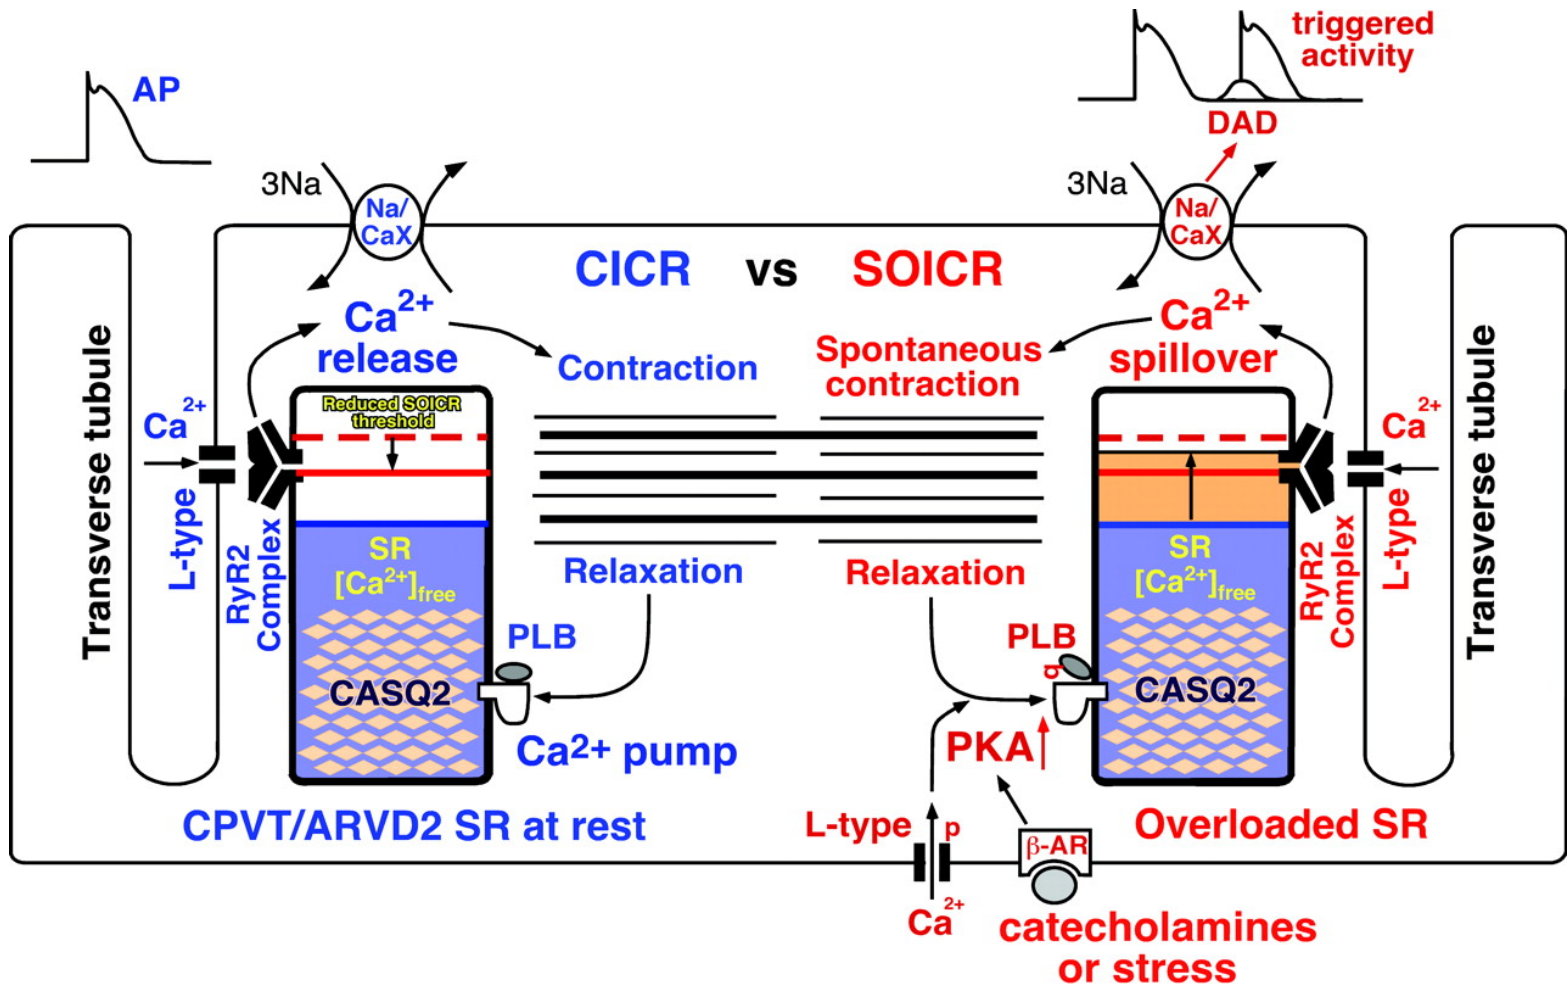 AP
triggered
activity
DAD
3Na
Na/
CaX
3Na
Na/
CaX
CICR vs SOICR
Ca2+
release
Contraction
Spontaneous
contraction
Ca2+
spillover
Transverse tubule
Ca2+
L-type
RyR2
Complex
Reduced SOICR
threshold
SR
[Ca2+]free
CASQ2
Relaxation
PLB
Ca2+ pump
CPVT/ARVD2 SR at rest
Relaxation
PLB
q
PKA
SR
[Ca2+]free
CASQ2
RyR2
Complex
Ca2+
L-type
Transverse tubule
Overloaded SR
L-type
p
Ca2+
β-AR
catecholamines
or stress